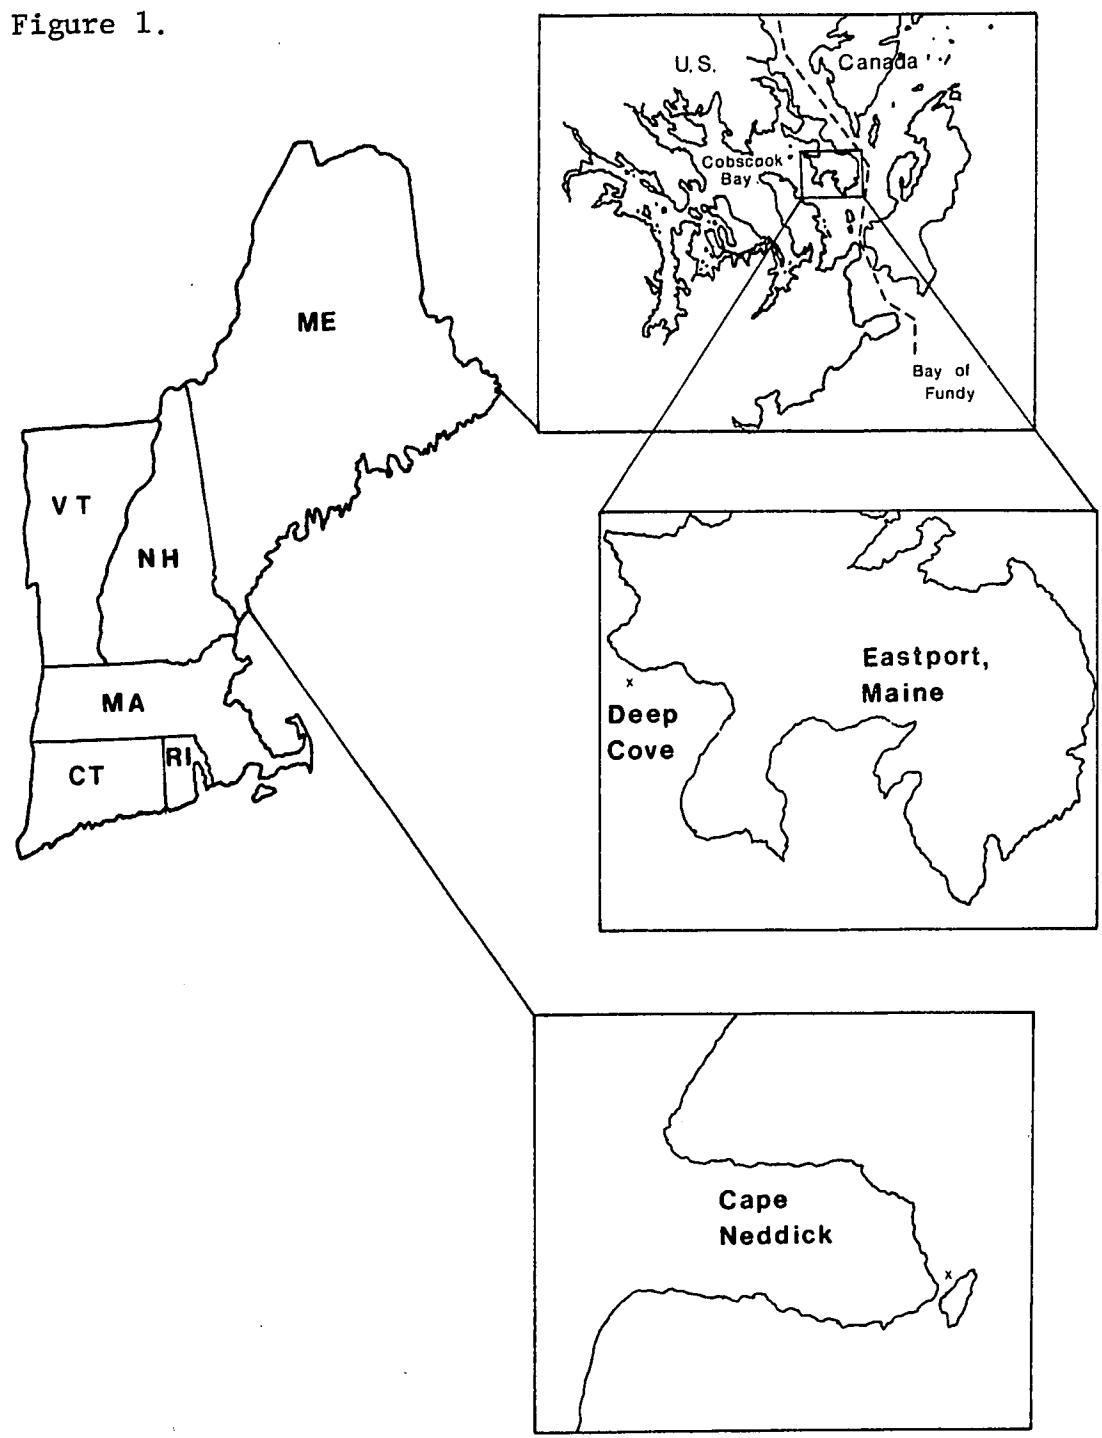 Figure 1.
U.S.
Canada
Cobscook
Bay
Bay of
Fundy
ME
VT
NH
MA
CT
RI
Eastport,
Maine
x
Deep
Cove
Cape
Neddick
x